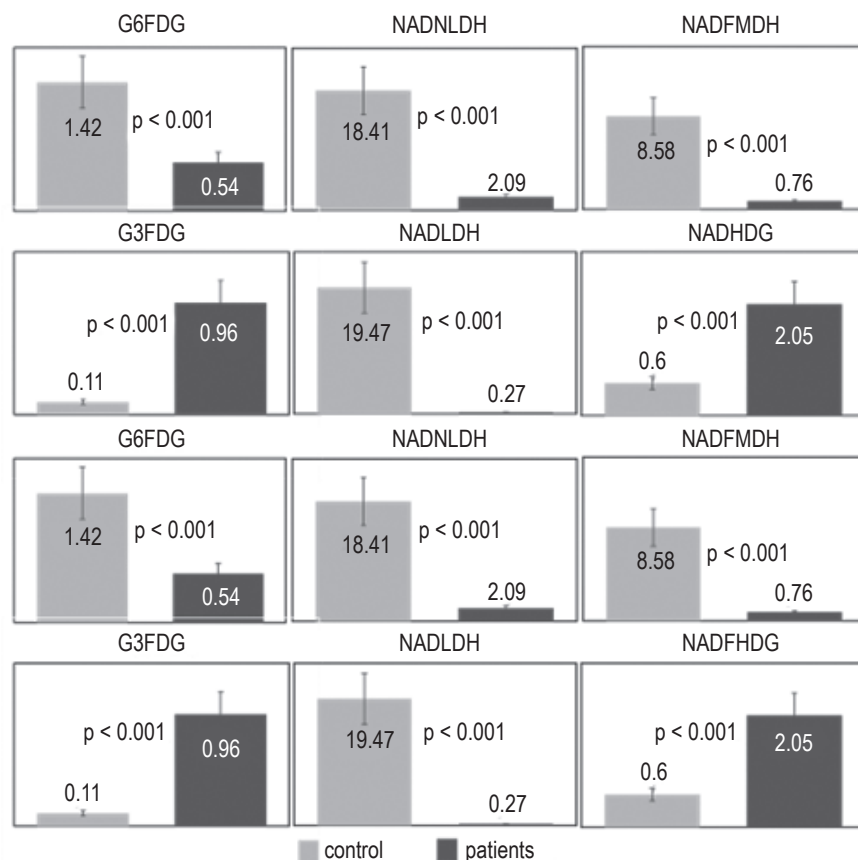 G6FDG NADNLDH NADFMDH
1.42 p < 0.001 0.54 18.41 p < 0.001 2.09 8.58 p < 0.001 0.76
G3FDG NADLDH NADHDG
0.11 p < 0.001 0.96 19.47 p < 0.001 0.27 0.6 p < 0.001 2.05
G6FDG NADNLDH NADFMDH
1.42 p < 0.001 0.54 18.41 p < 0.001 2.09 8.58 p < 0.001 0.76
G3FDG NADLDH NADFHDG
0.11 p < 0.001 0.96 19.47 p < 0.001 0.27 0.6 p < 0.001 2.05
control patients